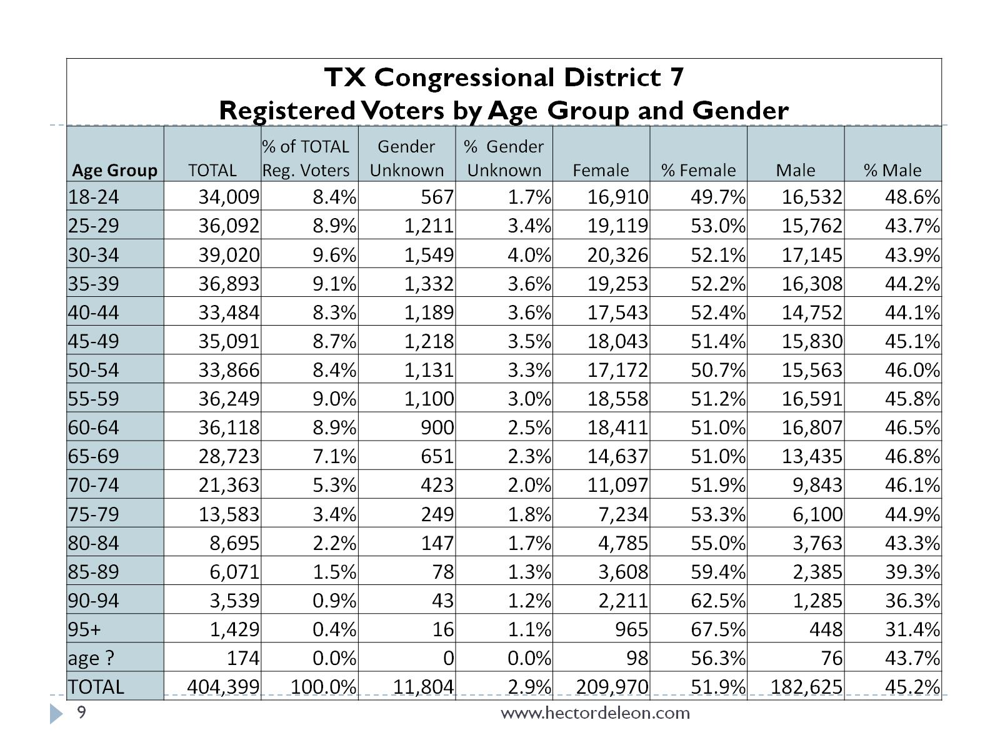 TX Congressional District 7
Registered Voters by Age Group and Gender
Age Group TOTAL % of TOTAL Reg. Voters Gender Unknown % Gender Unknown Female % Female Male % Male
18-24 34,009 8.4% 567 1.7% 16,910 49.7% 16,532 48.6%
25-29 36,092 8.9% 1,211 3.4% 19,119 53.0% 15,762 43.7%
30-34 39,020 9.6% 1,549 4.0% 20,326 52.1% 17,145 43.9%
35-39 36,893 9.1% 1,332 3.6% 19,253 52.2% 16,308 44.2%
40-44 33,484 8.3% 1,189 3.6% 17,543 52.4% 14,752 44.1%
45-49 35,091 8.7% 1,218 3.5% 18,043 51.4% 15,830 45.1%
50-54 33,866 8.4% 1,131 3.3% 17,172 50.7% 15,563 46.0%
55-59 36,249 9.0% 1,100 3.0% 18,558 51.2% 16,591 45.8%
60-64 36,118 8.9% 900 2.5% 18,411 51.0% 16,807 46.5%
65-69 28,723 7.1% 651 2.3% 14,637 51.0% 13,435 46.8%
70-74 21,363 5.3% 423 2.0% 11,097 51.9% 9,843 46.1%
75-79 13,583 3.4% 249 1.8% 7,234 53.3% 6,100 44.9%
80-84 8,695 2.2% 147 1.7% 4,785 55.0% 3,763 43.3%
85-89 6,071 1.5% 78 1.3% 3,608 59.4% 2,385 39.3%
90-94 3,539 0.9% 43 1.2% 2,211 62.5% 1,285 36.3%
95+ 1,429 0.4% 16 1.1% 965 67.5% 448 31.4%
age ? 174 0.0% 0 0.0% 98 56.3% 76 43.7%
TOTAL 404,399 100.0% 11,804 2.9% 209,970 51.9% 182,625 45.2%
9 www.hectordeleon.com